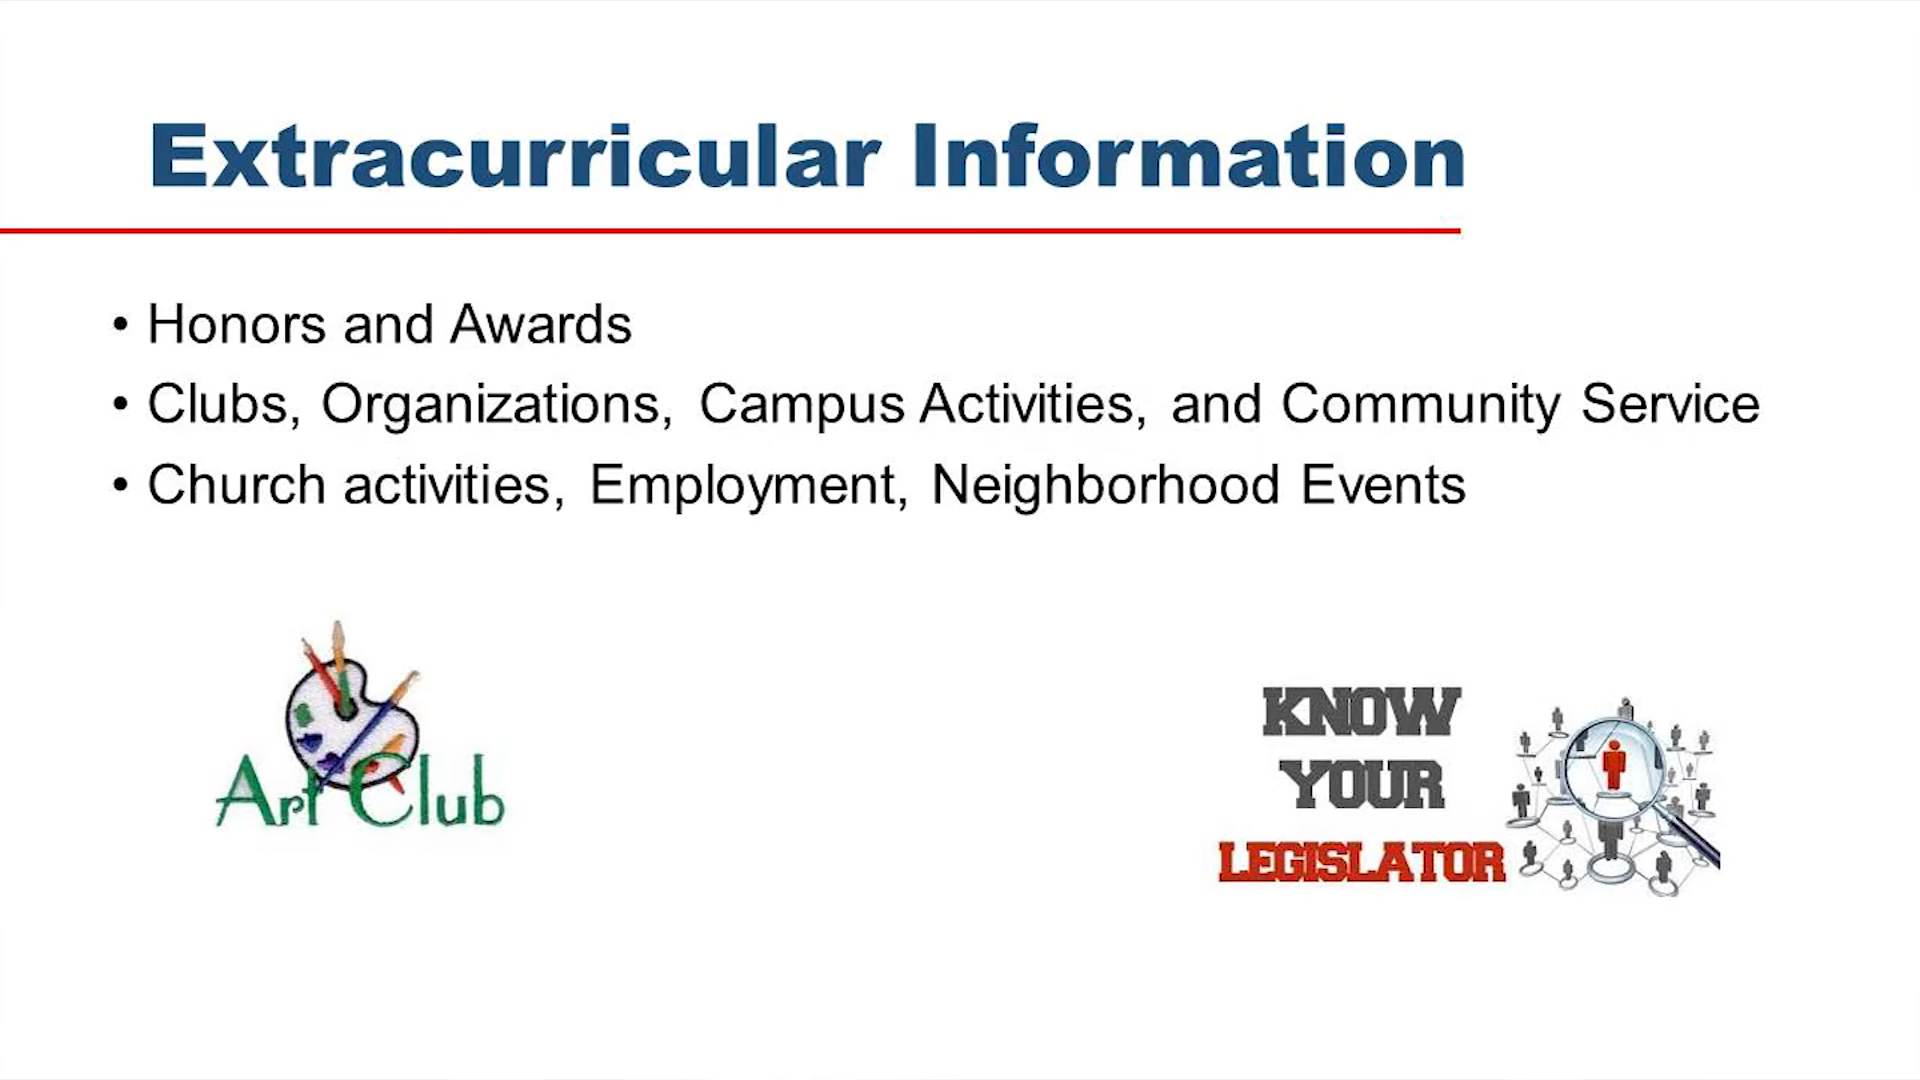 Extracurricular Information
• Honors and Awards
• Clubs, Organizations, Campus Activities, and Community Service
• Church activities, Employment, Neighborhood Events
Art Club
KNOW
YOUR
LEGISLATOR